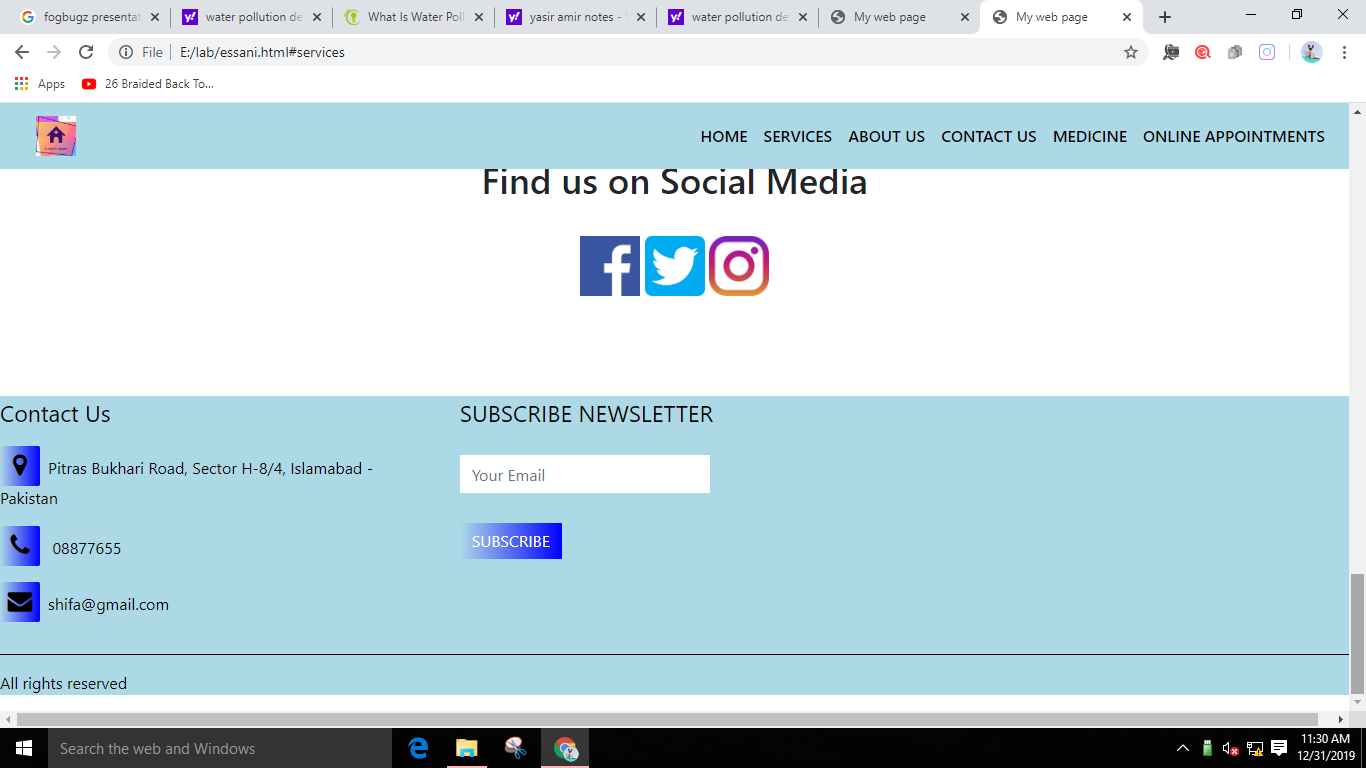 fogbugz presentat
water pollution de
What Is Water Poll
yasir amir notes - Y
water pollution de
My web page
My web page
File
E:/lab/essani.html#services
Apps
26 Braided Back To...
HOME SERVICES ABOUT US CONTACT US MEDICINE ONLINE APPOINTMENTS
Find us on Social Media
Contact Us
SUBSCRIBE NEWSLETTER
Pitras Bukhari Road, Sector H-8/4, Islamabad -
Pakistan
Your Email
08877655
SUBSCRIBE
shifa@gmail.com
All rights reserved
Search the web and Windows
11:30 AM
12/31/2019